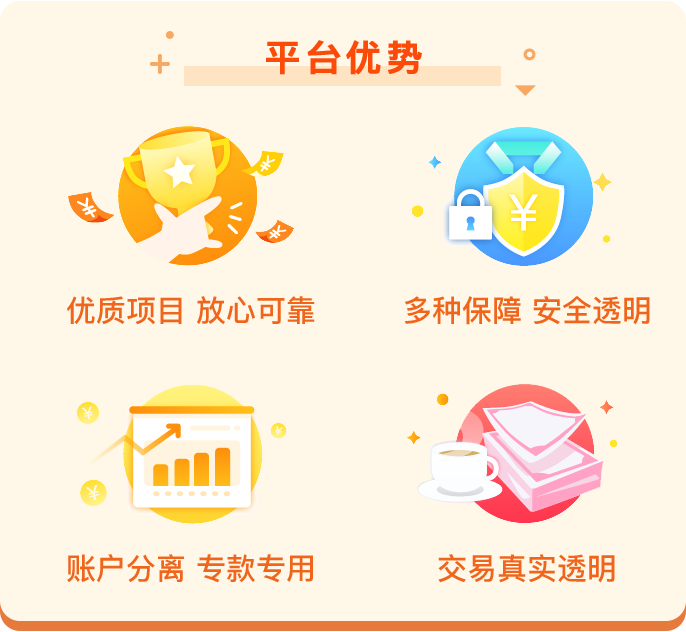 平台优势
优质项目 放心可靠
多种保障 安全透明
¥
账户分离 专款专用
交易真实透明